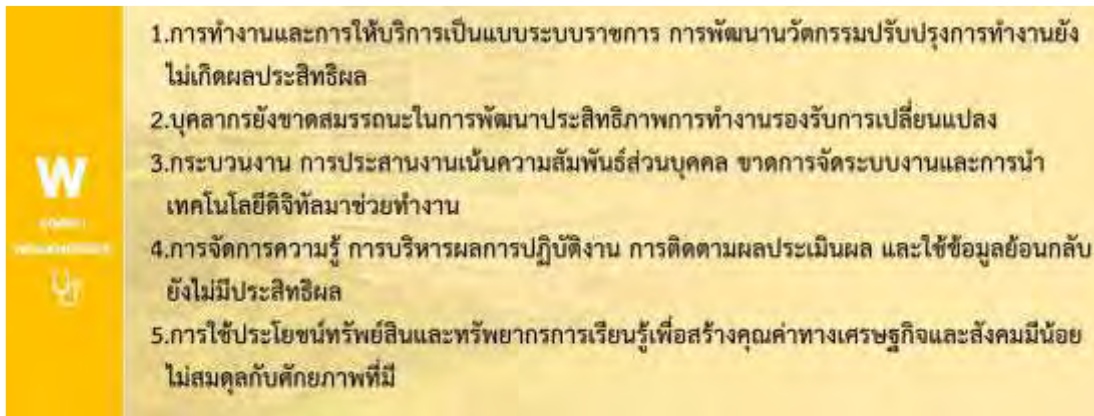 W
1.การทำงานและการให้บริการเป็นแบบระบบราชการ การพัฒนานวัตกรรมปรับปรุงการทำงานยัง
ไม่เกิดผลประสิทธิผล
2.บุคลากรยังขาดสมรรถนะในการพัฒนาประสิทธิภาพการทำงานรองรับการเปลี่ยนแปลง
3.กระบวนงาน การประสานงานเน้นความสัมพันธ์ส่วนบุคคล ขาดการจัดระบบงานและการนำ
เทคโนโลยีดิจิทัลมาช่วยทำงาน
4.การจัดการความรู้ การบริหารผลการปฏิบัติงาน การติดตามผลประเมินผล และใช้ข้อมูลย้อนกลับ
ยังไม่มีประสิทธิผล
5.การใช้ประโยชน์ทรัพย์สินและทรัพยากรการเรียนรู้เพื่อสร้างคุณค่าทางเศรษฐกิจและสังคมมีน้อย
ไม่สมดุลกับศักยภาพที่มี